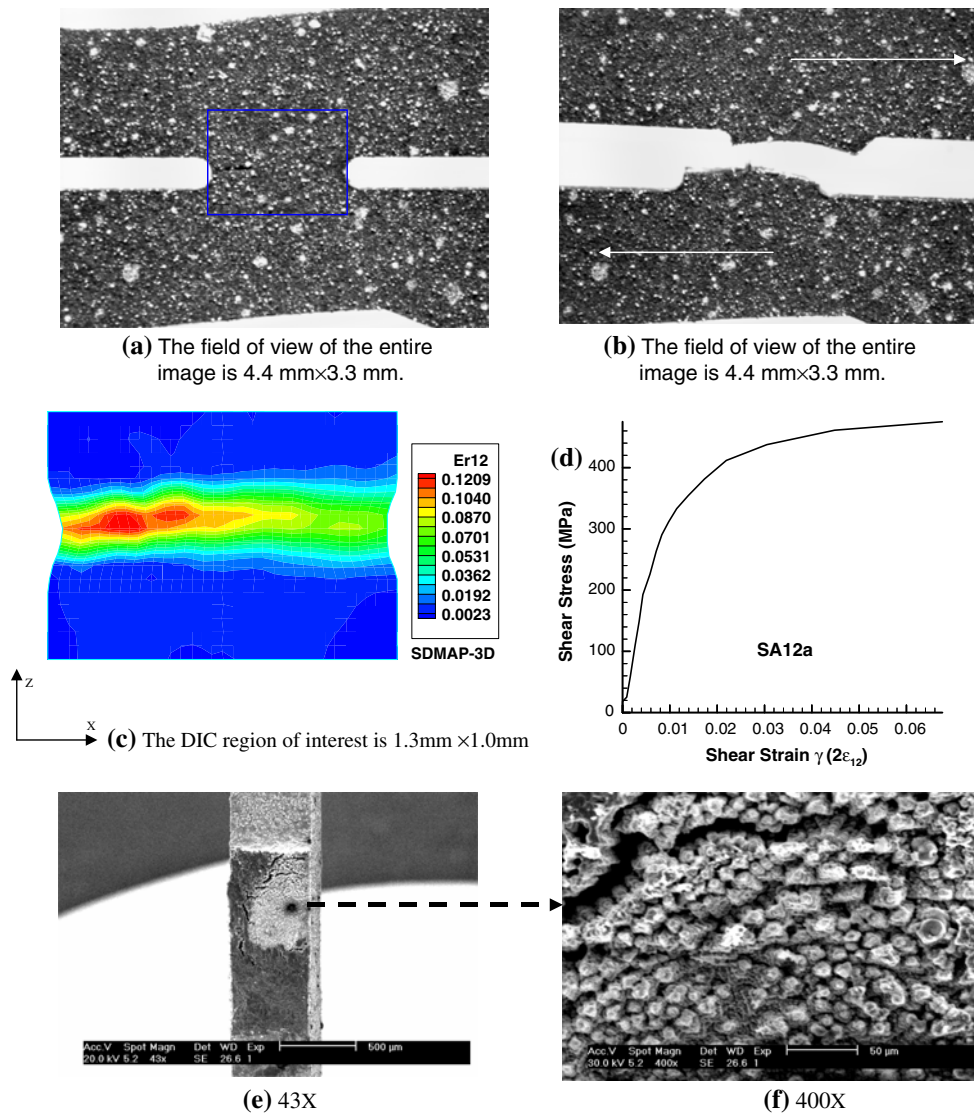 (a) The field of view of the entire
image is 4.4 mm×3.3 mm.
(b) The field of view of the entire
image is 4.4 mm×3.3 mm.
Er12
0.1209
0.1040
0.0870
0.0701
0.0531
0.0362
0.0192
0.0023
SDMAP-3D
z
x
(c) The DIC region of interest is 1.3mm ×1.0mm
(d)
Shear Stress (MPa)
400
300
200
100
0
SA12a
0 0.01 0.02 0.03 0.04 0.05 0.06
Shear Strain γ (2ε₁₂)
Acc.V Spot Magn Det WD Exp
20.0 kV 5.2 43x SE 26.6 1
500 µm
(e) 43X
Acc.V Spot Magn Det WD Exp
30.0 kV 5.2 400x SE 26.6 1
50 µm
(f) 400X